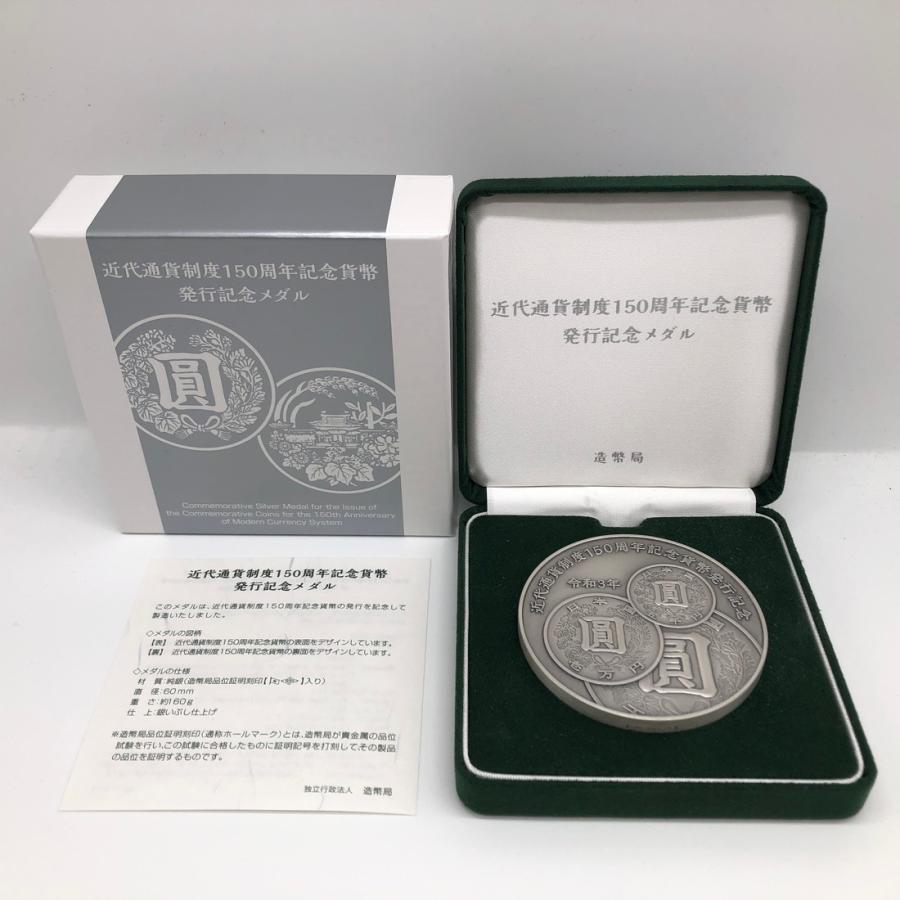 近代通貨制度150周年記念貨幣
発行記念メダル
圓
Commemorative Silver Medal for the Issue of
the Commemorative Coins for the 150th Anniversary
of Modern Currency System
近代通貨制度150周年記念貨幣
発行記念メダル
造幣局
近代通貨制度150周年記念貨幣発行記念
令和3年
圓
圓
圓
近代通貨制度150周年記念貨幣
発行記念メダル
このメダルは、近代通貨制度150周年記念貨幣の発行を記念して
製造いたしました。
◇メダルの図柄
【表】 近代通貨制度150周年記念貨幣の表面をデザインしています。
【裏】 近代通貨制度150周年記念貨幣の裏面をデザインしています。
◇メダルの仕様
材 質:純銀(造幣局品位証明刻印【】入り)
直 径:60mm
重 さ:約160g
仕 上:銀いぶし仕上げ
※造幣局品位証明刻印(通称ホールマーク)とは、造幣局が貴金属の品位
試験を行い、この試験に合格したものに証明記号を打刻してその製品
の品位を証明するものです。
独立行政法人 造幣局